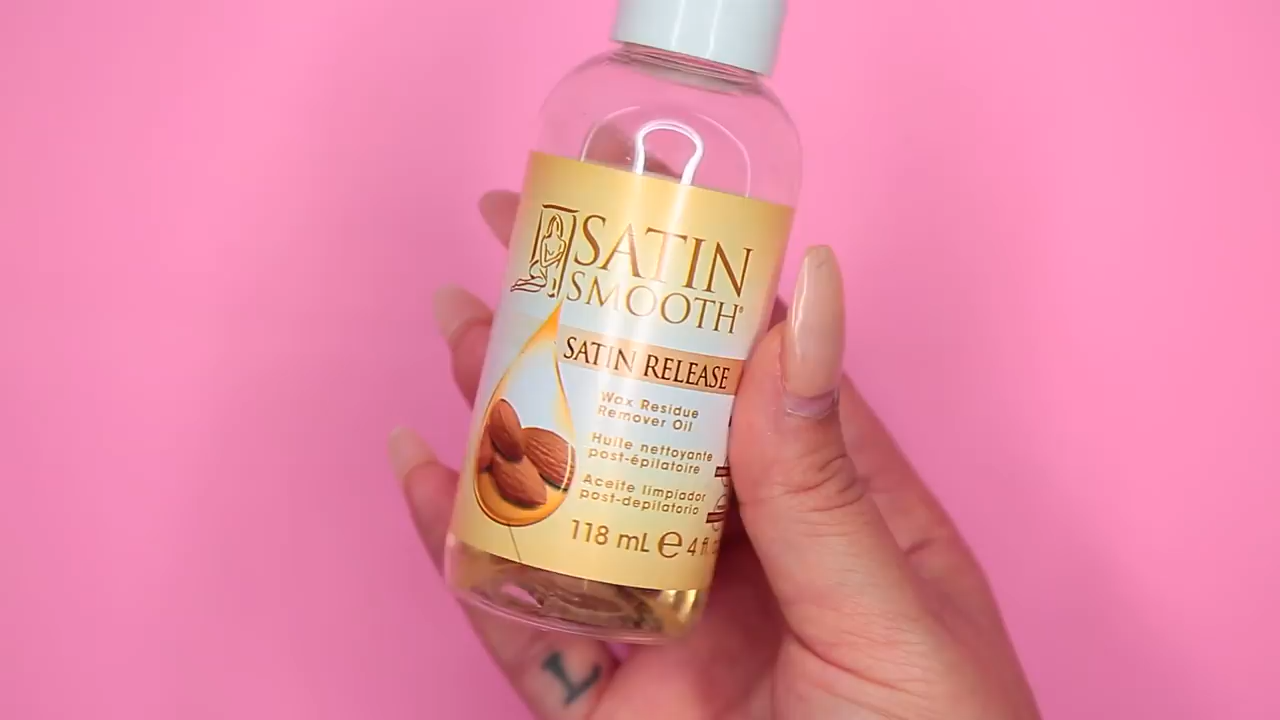 SATIN
SMOOTH®
SATIN RELEASE
Wax Residue
Remover Oil
Huile nettoyante
post-épilatoire
Aceite limpiador
post-depilatorio
118 mL ℮ 4 fl.
L